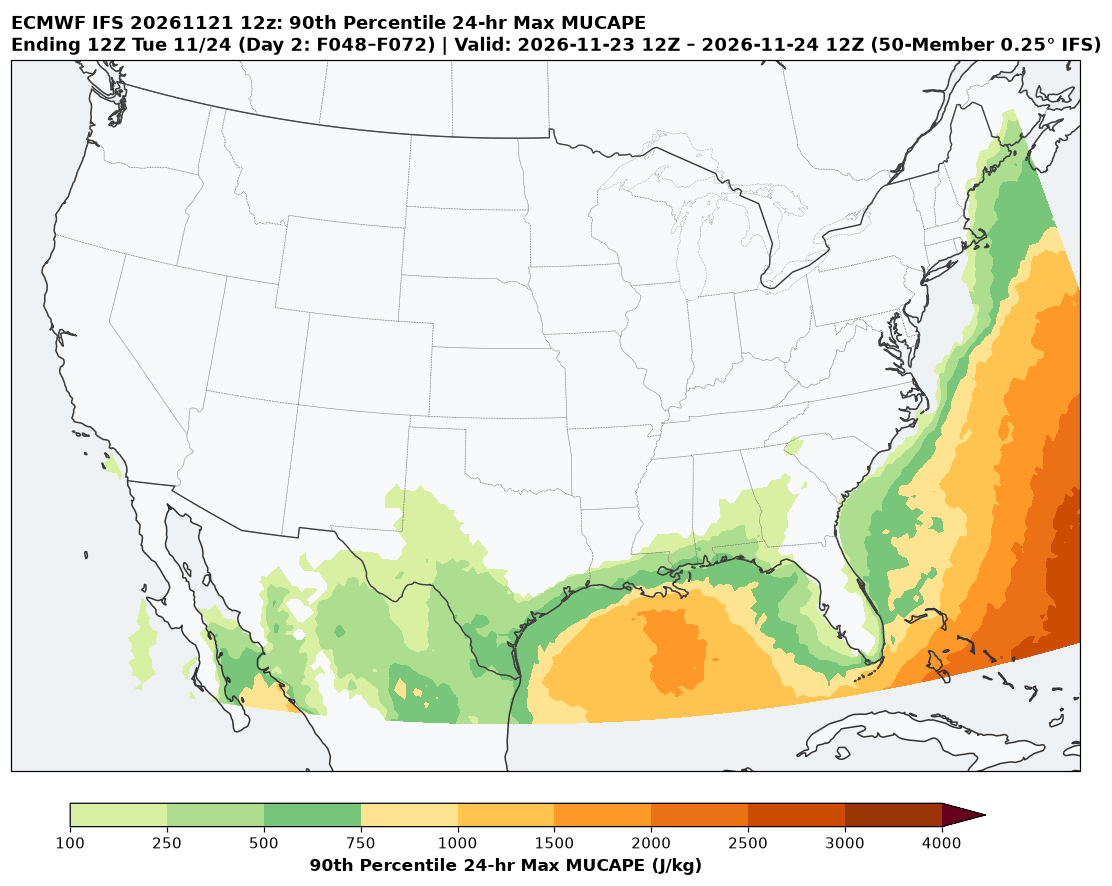 ECMWF IFS 20261121 12z: 90th Percentile 24-hr Max MUCAPE
Ending 12Z Tue 11/24 (Day 2: F048–F072) | Valid: 2026-11-23 12Z – 2026-11-24 12Z (50-Member 0.25° IFS)
100 250 500 750 1000 1500 2000 2500 3000 4000
90th Percentile 24-hr Max MUCAPE (J/kg)